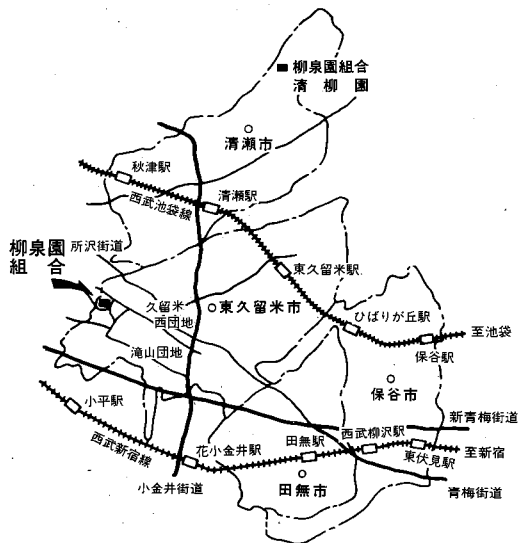 柳泉園組合
清柳園
清瀬市
秋津駅
清瀬駅
西武池袋線
所沢街道
柳泉園
組合
東久留米駅
久留米
西団地
東久留米市
ひばりが丘駅
至池袋
保谷駅
滝山団地
保谷市
小平駅
新青梅街道
西武新宿線
花小金井駅
田無駅
西武柳沢駅
東伏見駅
至新宿
小金井街道
田無市
青梅街道